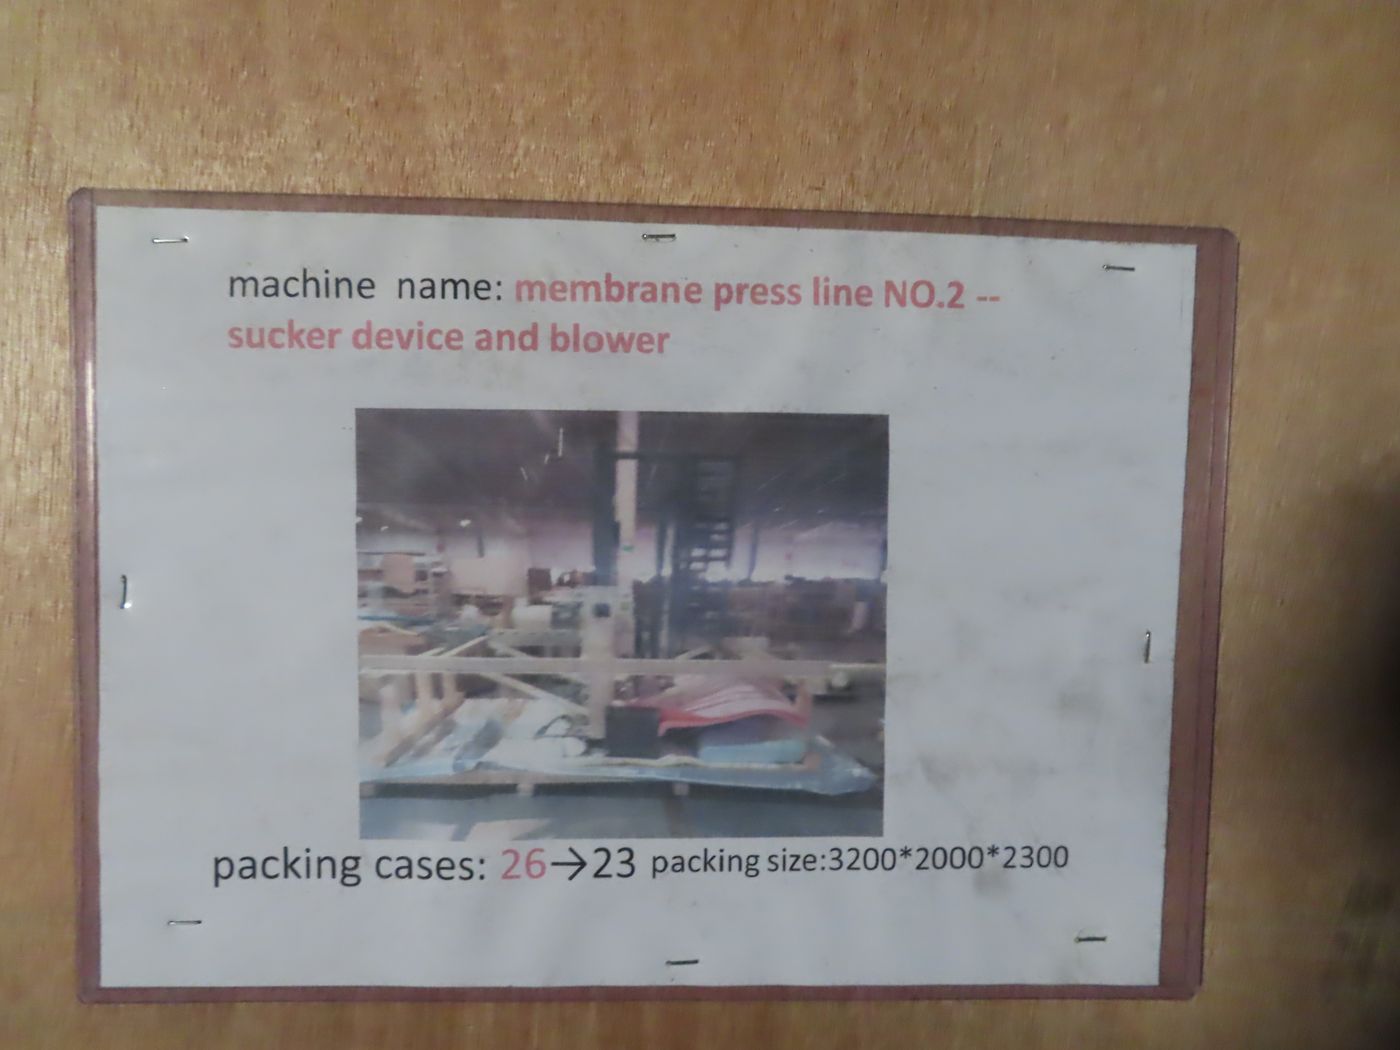 machine name: membrane press line NO.2 --
sucker device and blower
packing cases: 26→23 packing size:3200*2000*2300